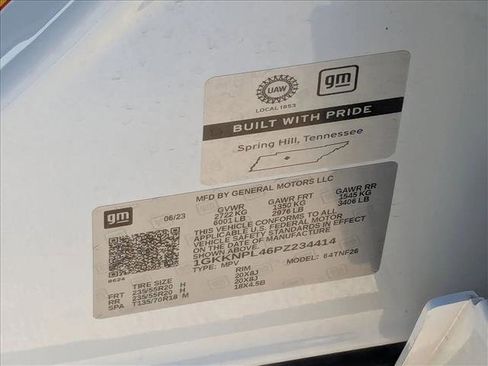 UAW
LOCAL 1853
gm
BUILT WITH PRIDE
Spring Hill, Tennessee
gm
06/23
MFD BY GENERAL MOTORS LLC
GVWR GAWR FRT GAWR RR
2722 KG 1350 KG 1545 KG
6001 LB 2976 LB 3406 LB
THIS VEHICLE CONFORMS TO ALL
APPLICABLE U.S. FEDERAL MOTOR
VEHICLE SAFETY STANDARDS IN EFFECT
ON THE DATE OF MANUFACTURE SHOWN ABOVE.
1GKKNPL46PZ234414
TYPE: MPV MODEL: 64TNF26
TIRE SIZE RIM
FRT 235/55R20 H 20X8J
RR 235/55R20 H 20X8J
SPA T135/70R18 M 18X4.5B